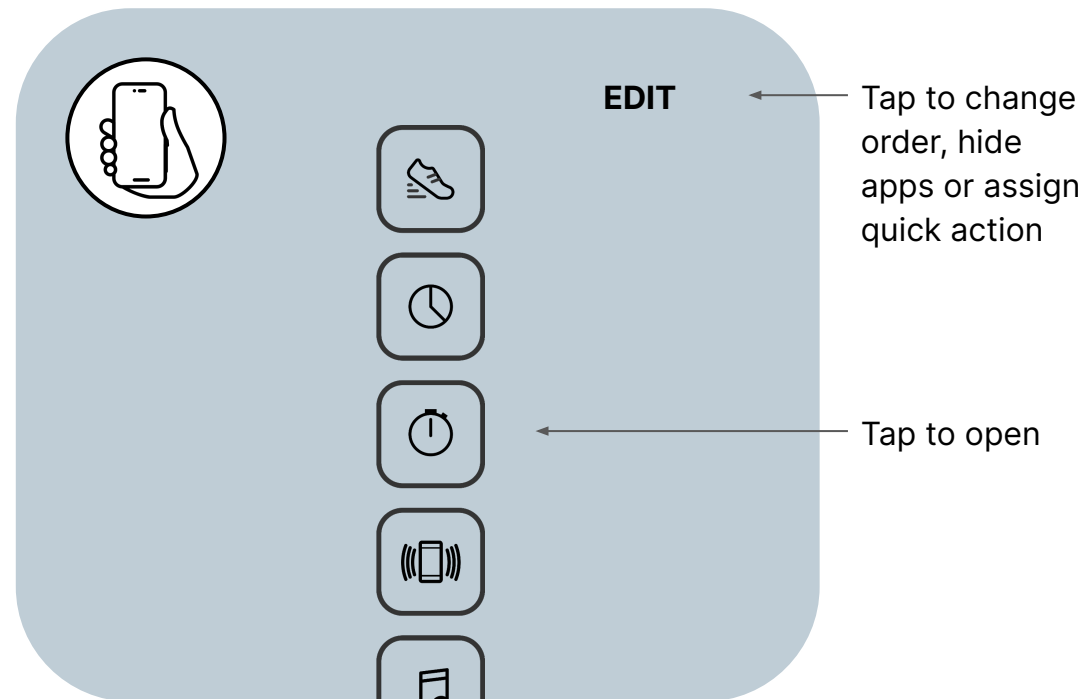 EDIT
Tap to change
order, hide
apps or assign
quick action
Tap to open